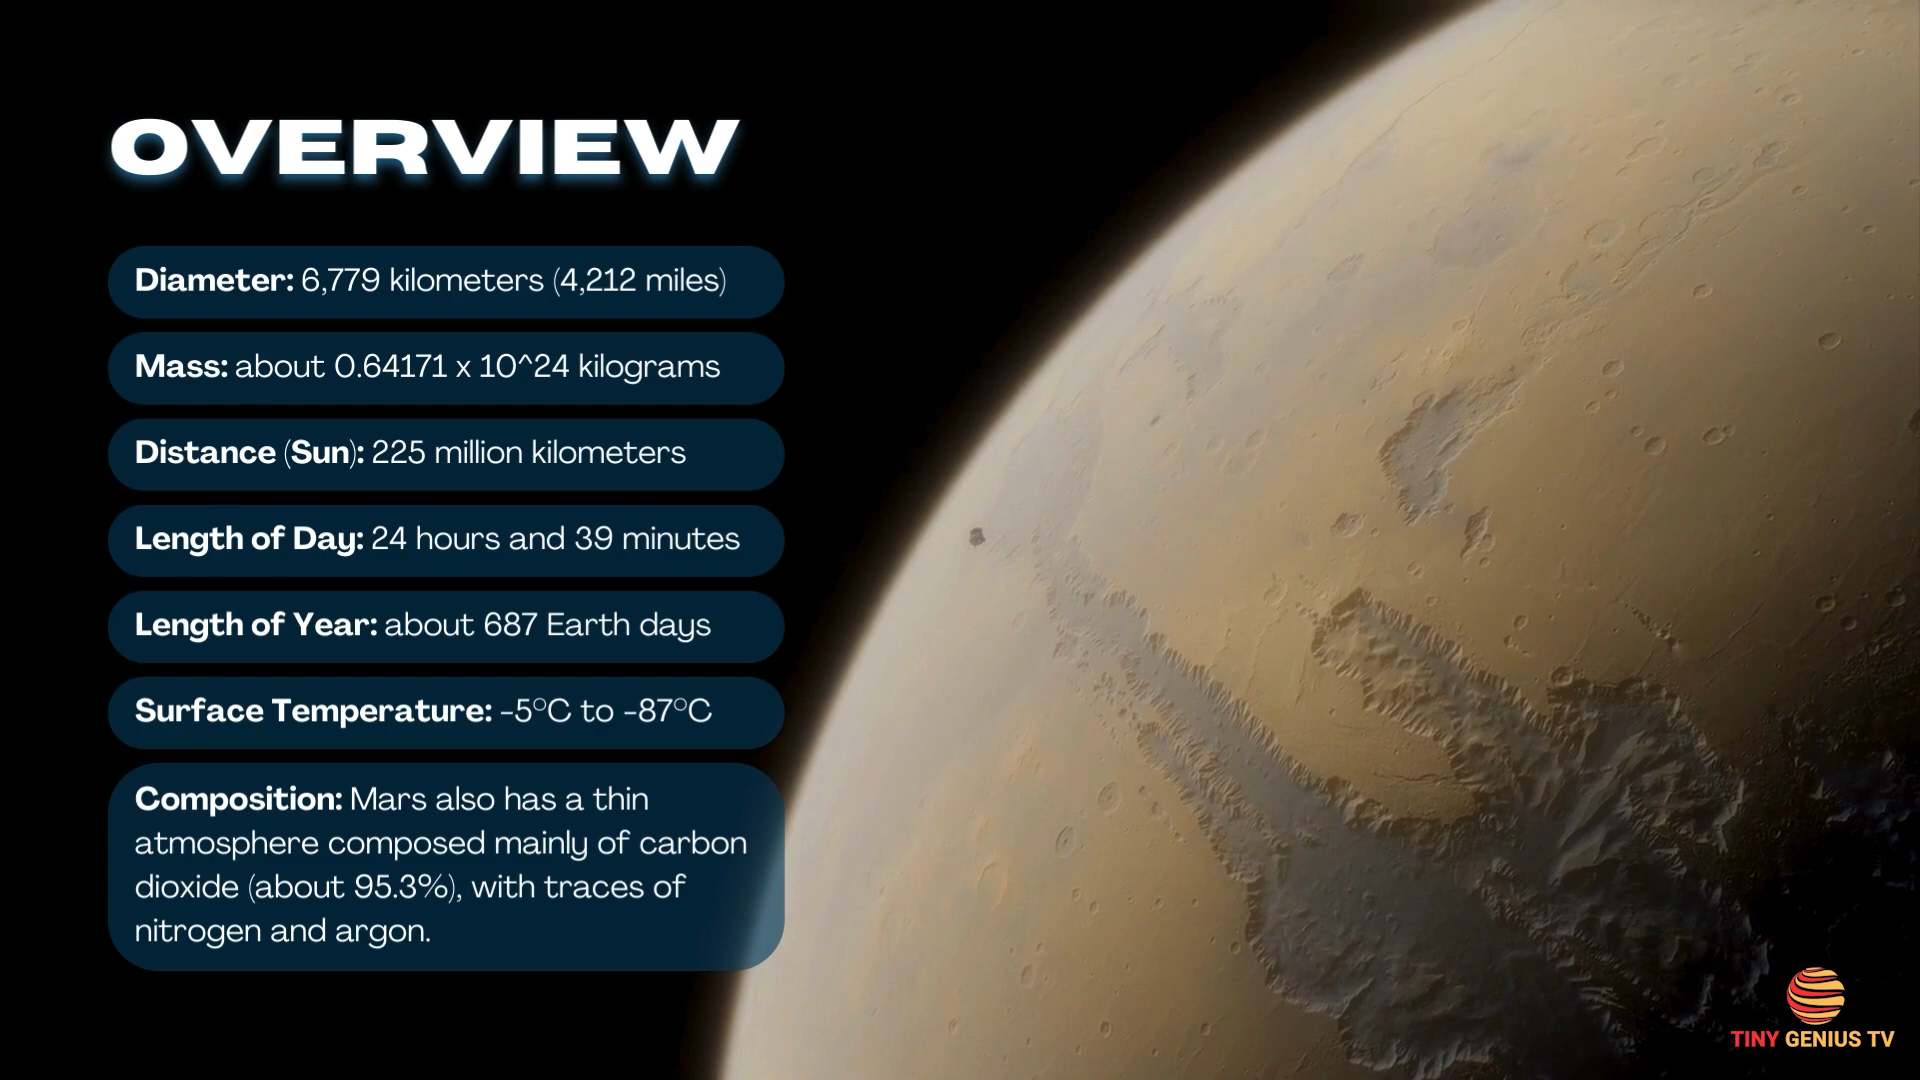 OVERVIEW
Diameter: 6,779 kilometers (4,212 miles)
Mass: about 0.64171 x 10^24 kilograms
Distance (Sun): 225 million kilometers
Length of Day: 24 hours and 39 minutes
Length of Year: about 687 Earth days
Surface Temperature: -5°C to -87°C
Composition: Mars also has a thin
atmosphere composed mainly of carbon
dioxide (about 95.3%), with traces of
nitrogen and argon.
TINY GENIUS TV